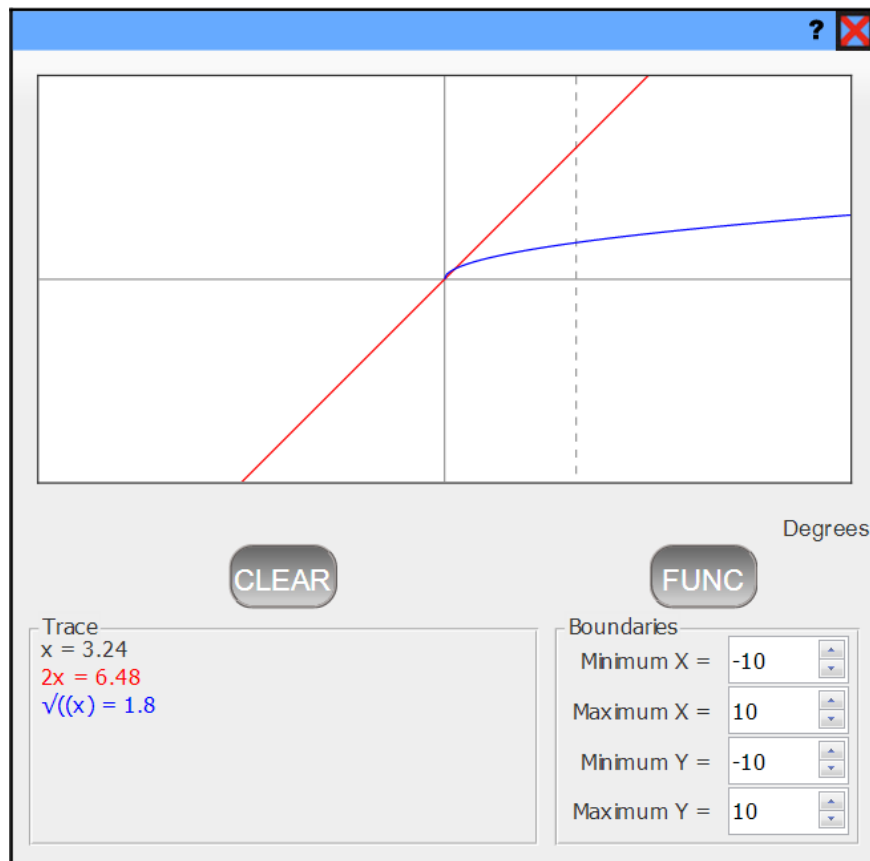 ?
Degrees
CLEAR
FUNC
Trace
x = 3.24
2x = 6.48
√((x) = 1.8
Boundaries
Minimum X = -10
Maximum X = 10
Minimum Y = -10
Maximum Y = 10